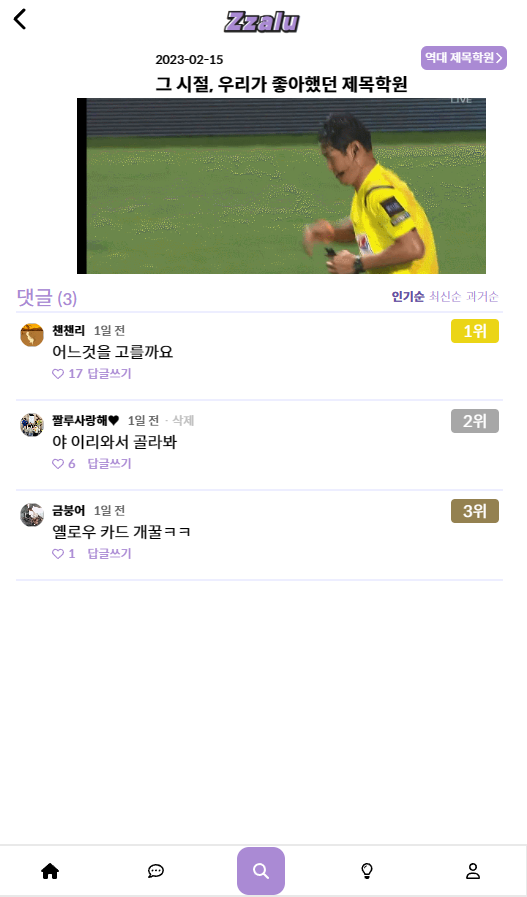 Zzalu
2023-02-15
역대 제목학원
그 시절, 우리가 좋아했던 제목학원
LIVE
댓글 (3)
인기순 최신순 과거순
챈챈리 1일 전
1위
어느것을 고를까요
17 답글쓰기
짤루사랑해♥ 1일 전 · 삭제
2위
야 이리와서 골라봐
6 답글쓰기
금붕어 1일 전
3위
옐로우 카드 개꿀ㅋㅋ
1 답글쓰기